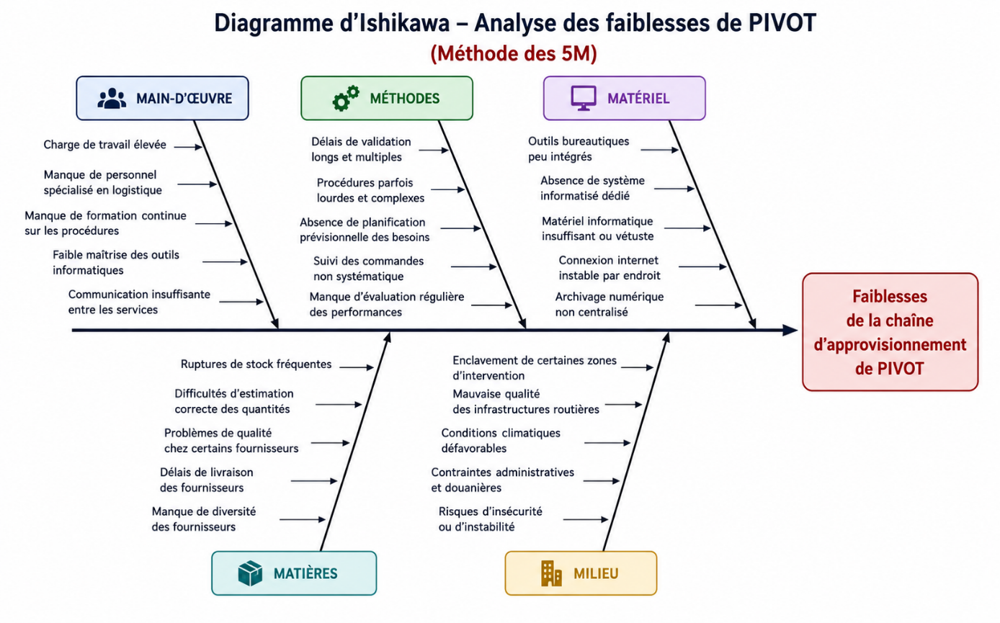 Diagramme d’Ishikawa – Analyse des faiblesses de PIVOT
(Méthode des 5M)
MAIN-D’ŒUVRE
Charge de travail élevée
Manque de personnel
spécialisé en logistique
Manque de formation continue
sur les procédures
Faible maîtrise des outils
informatiques
Communication insuffisante
entre les services
MÉTHODES
Délais de validation
longs et multiples
Procédures parfois
lourdes et complexes
Absence de planification
prévisionnelle des besoins
Suivi des commandes
non systématique
Manque d’évaluation régulière
des performances
MATÉRIEL
Outils bureautiques
peu intégrés
Absence de système
informatisé dédié
Matériel informatique
insuffisant ou vétuste
Connexion internet
instable par endroit
Archivage numérique
non centralisé
Faiblesses
de la chaîne
d’approvisionnement
de PIVOT
Ruptures de stock fréquentes
Difficultés d’estimation
correcte des quantités
Problèmes de qualité
chez certains fournisseurs
Délais de livraison
des fournisseurs
Manque de diversité
des fournisseurs
MATIÈRES
Enclavement de certaines zones
d’intervention
Mauvaise qualité
des infrastructures routières
Conditions climatiques
défavorables
Contraintes administratives
et douanières
Risques d’insécurité
ou d’instabilité
MILIEU